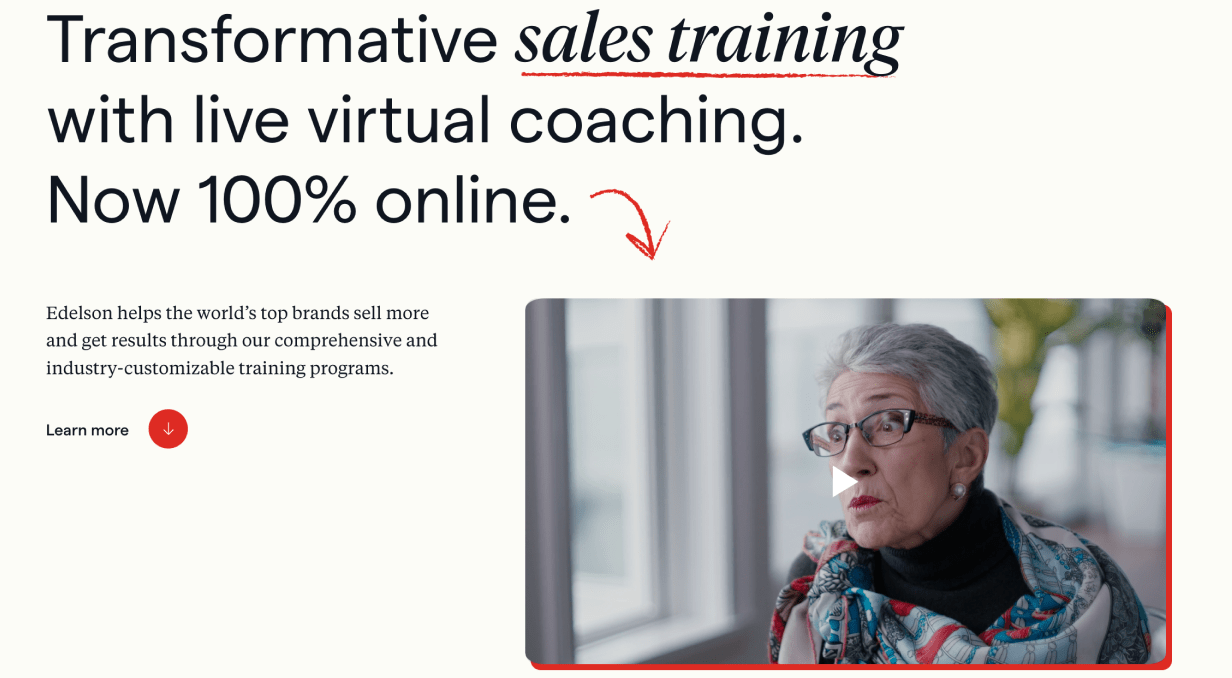 Transformative sales training
with live virtual coaching.
Now 100% online.
Edelson helps the world’s top brands sell more
and get results through our comprehensive and
industry-customizable training programs.
Learn more